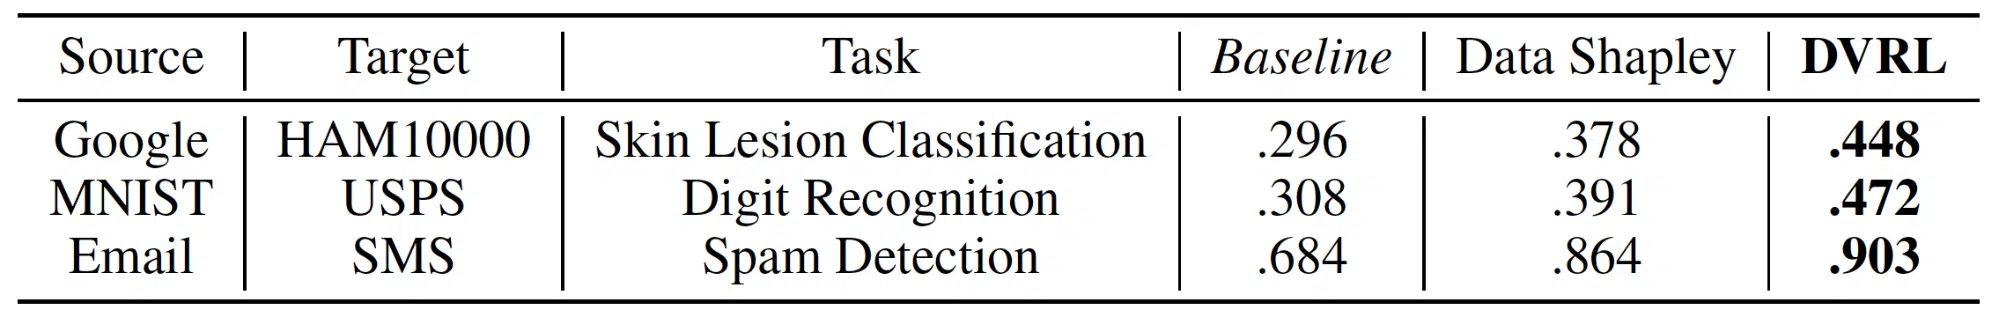 Source Target Task Baseline Data Shapley DVRL
Google HAM10000 Skin Lesion Classification .296 .378 .448
MNIST USPS Digit Recognition .308 .391 .472
Email SMS Spam Detection .684 .864 .903